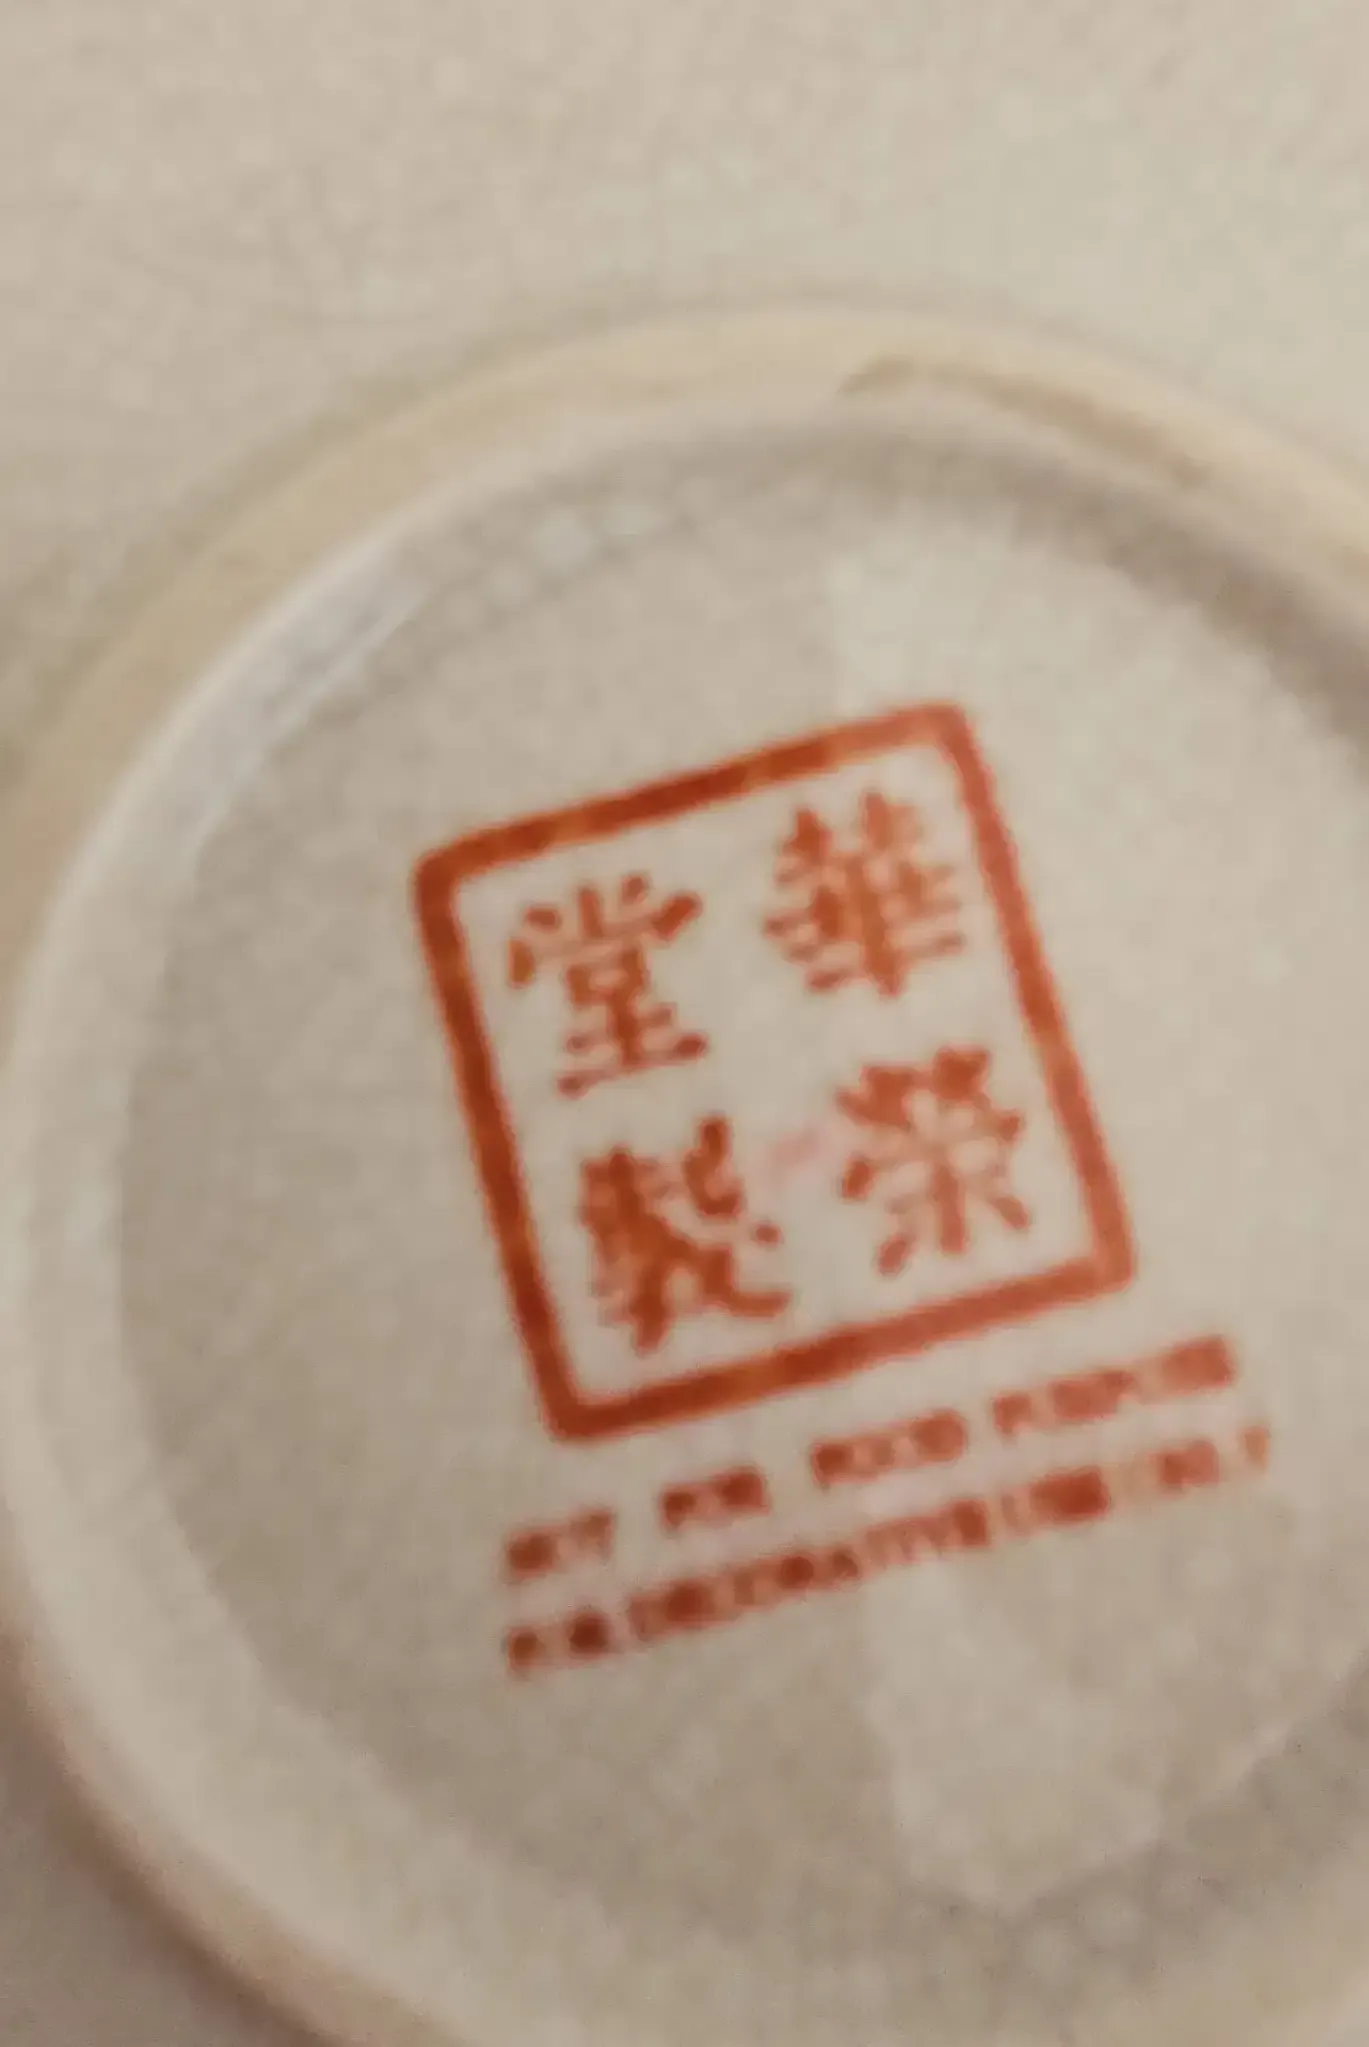 華榮
堂製
NOT FOR FOOD PURPOSE
FOR DECORATIVE USE ONLY